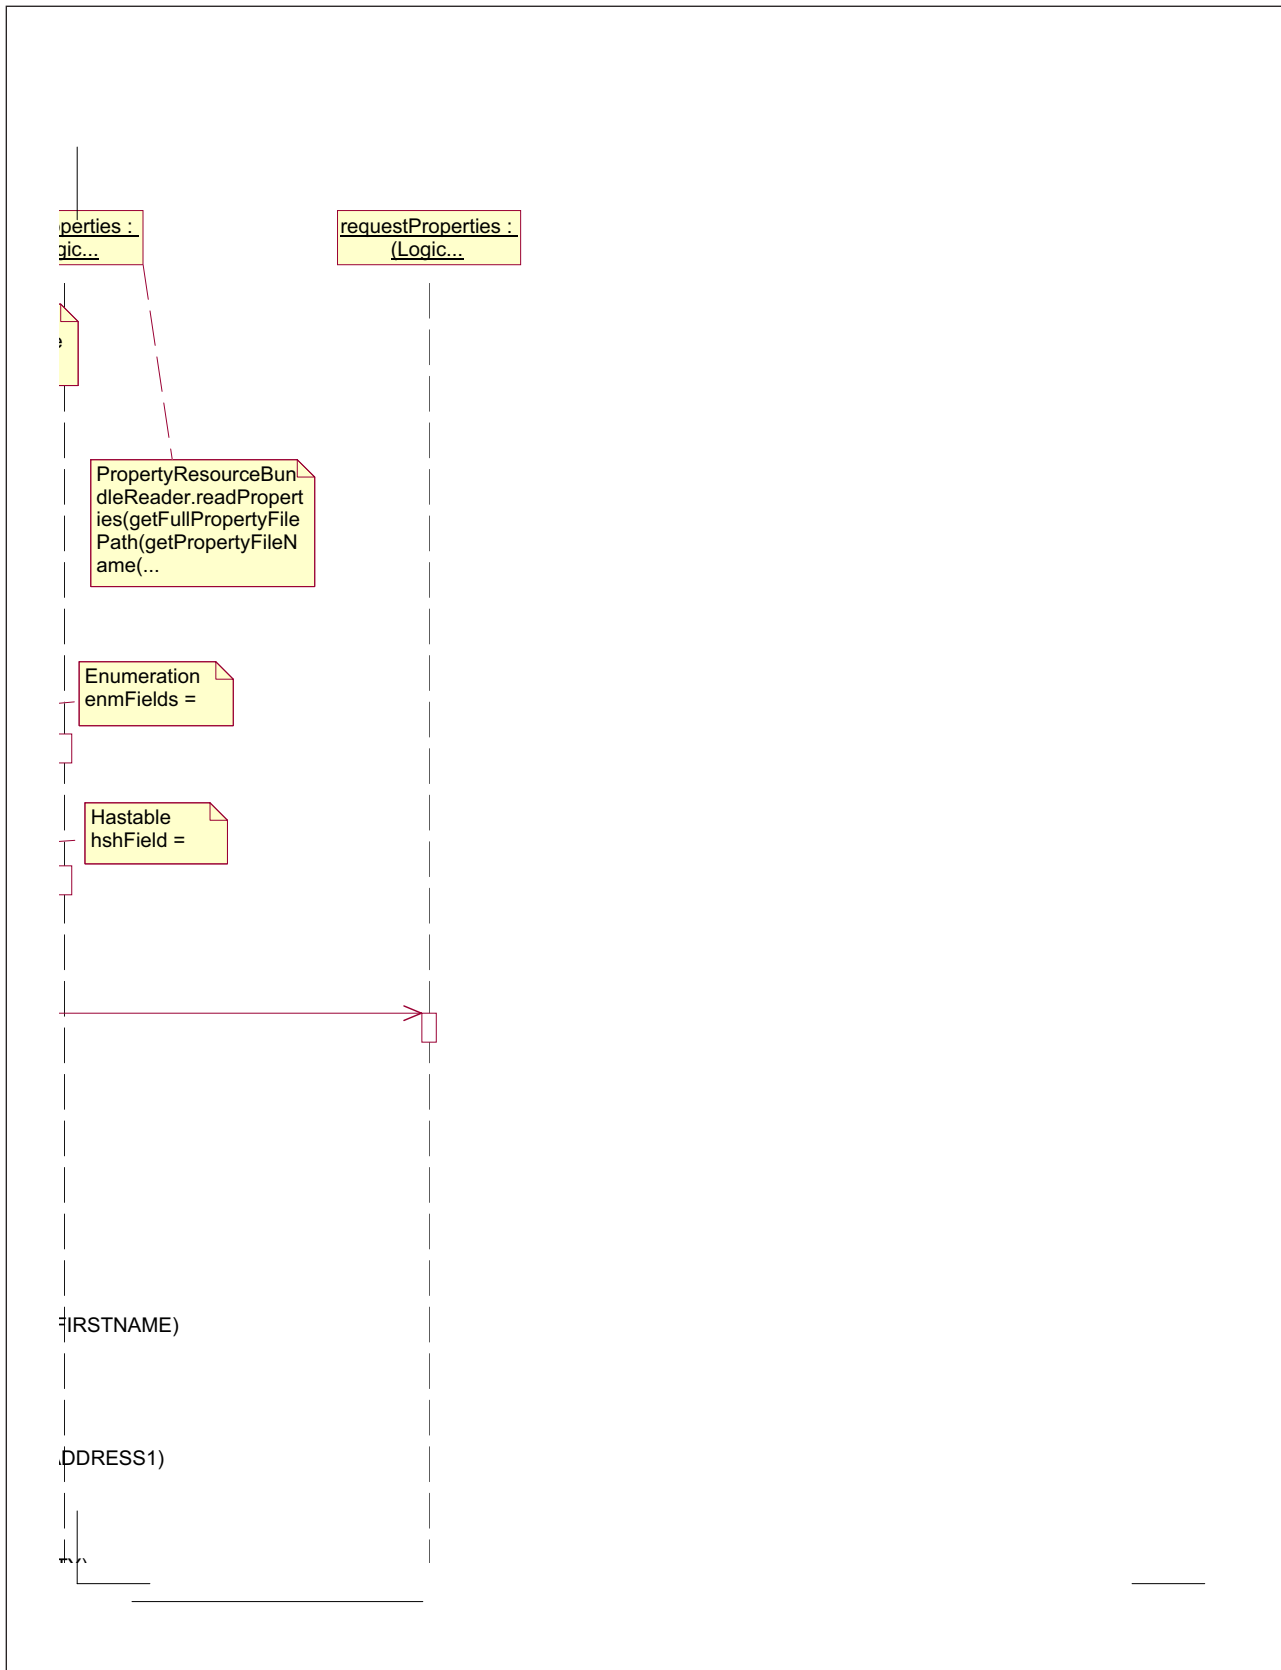 perties :
gic...
requestProperties :
(Logic...
e
PropertyResourceBun
dleReader.readPropert
ies(getFullPropertyFile
Path(getPropertyFileN
ame(...
Enumeration
enmFields =
Hastable
hshField =
FIRSTNAME)
DDRESS1)